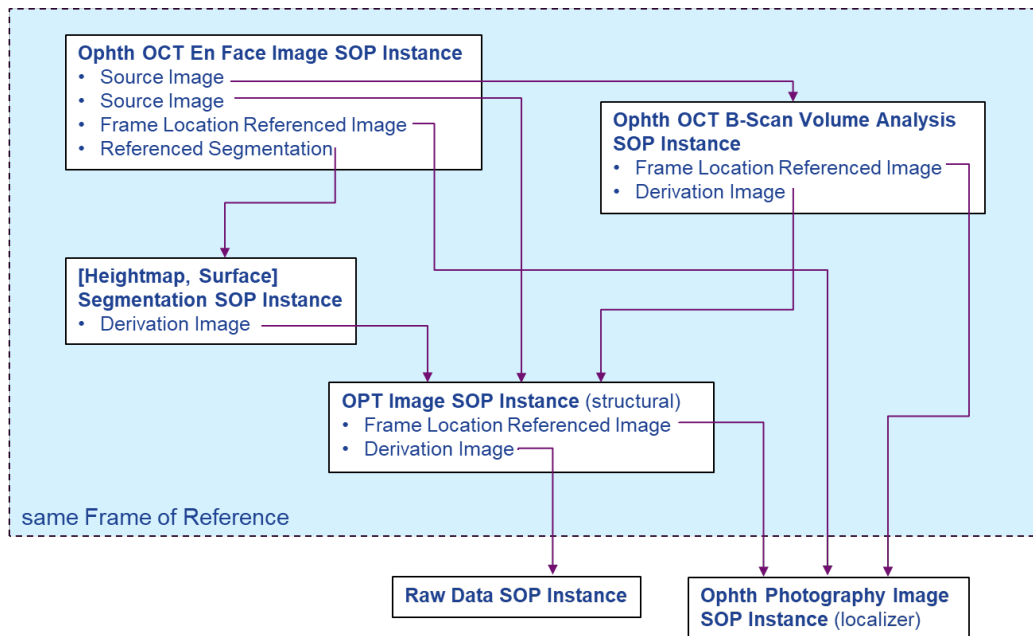 Ophth OCT En Face Image SOP Instance
• Source Image
• Source Image
• Frame Location Referenced Image
• Referenced Segmentation
Ophth OCT B-Scan Volume Analysis
SOP Instance
• Frame Location Referenced Image
• Derivation Image
[Heightmap, Surface]
Segmentation SOP Instance
• Derivation Image
OPT Image SOP Instance (structural)
• Frame Location Referenced Image
• Derivation Image
same Frame of Reference
Raw Data SOP Instance
Ophth Photography Image
SOP Instance (localizer)